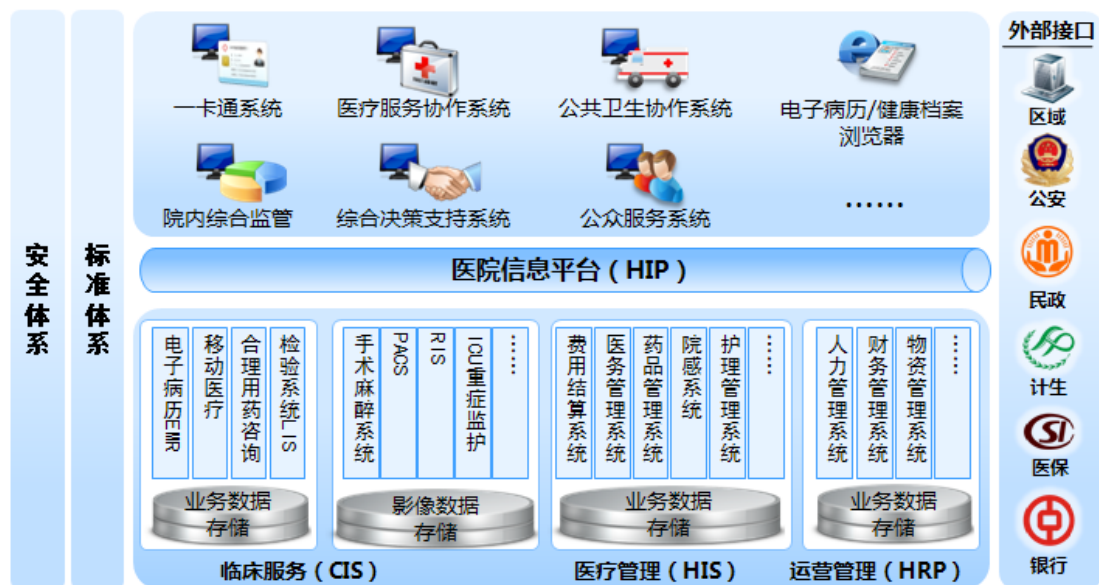 安全体系
标准体系
一卡通系统
医疗服务协作系统
公共卫生协作系统
电子病历/健康档案
浏览器
院内综合监管
综合决策支持系统
公众服务系统
……
医院信息平台（HIP）
电子病历EMR
移动医疗
合理用药咨询
检验系统LIS
业务数据
存储
手术麻醉系统
PACS
RIS
ICU重症监护
……
影像数据
存储
临床服务（CIS）
费用结算系统
医务管理系统
药品管理系统
院感系统
护理管理系统
……
业务数据
存储
医疗管理（HIS）
人力管理系统
财务管理系统
物资管理系统
……
业务数据
存储
运营管理（HRP）
外部接口
区域
公安
民政
计生
SI
医保
银行